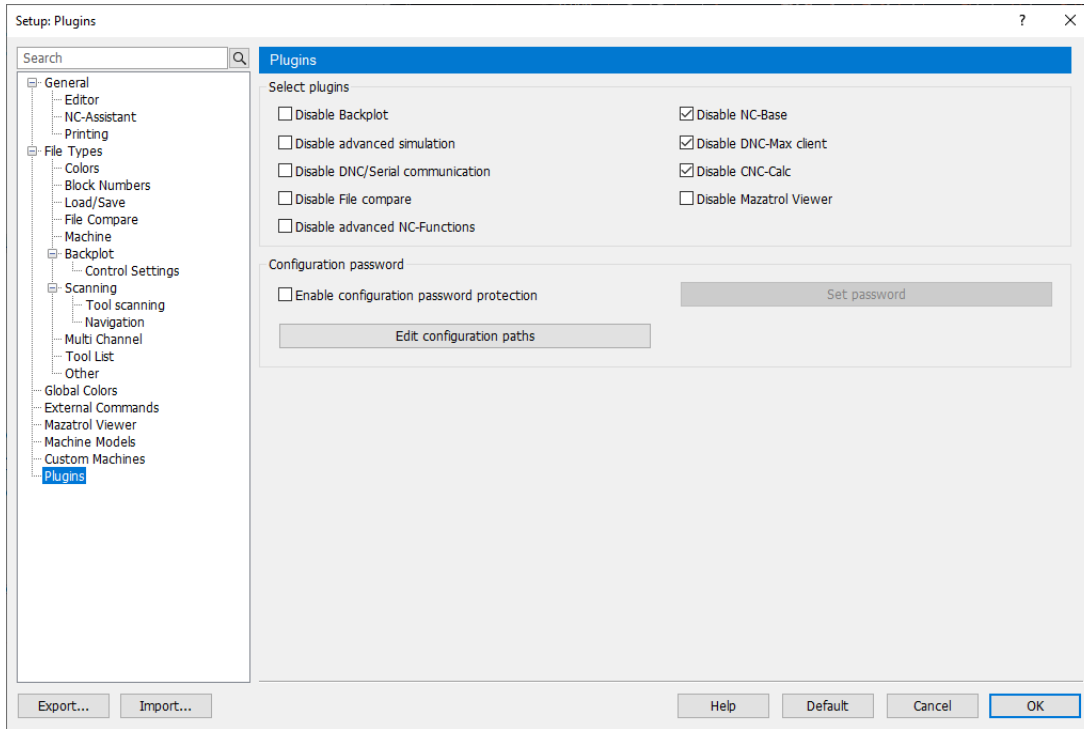 Setup: Plugins
?
Search
General
Editor
NC-Assistant
Printing
File Types
Colors
Block Numbers
Load/Save
File Compare
Machine
Backplot
Control Settings
Scanning
Tool scanning
Navigation
Multi Channel
Tool List
Other
Global Colors
External Commands
Mazatrol Viewer
Machine Models
Custom Machines
Plugins
Plugins
Select plugins
Disable Backplot
Disable advanced simulation
Disable DNC/Serial communication
Disable File compare
Disable advanced NC-Functions
Disable NC-Base
Disable DNC-Max client
Disable CNC-Calc
Disable Mazatrol Viewer
Configuration password
Enable configuration password protection
Set password
Edit configuration paths
Export...
Import...
Help
Default
Cancel
OK